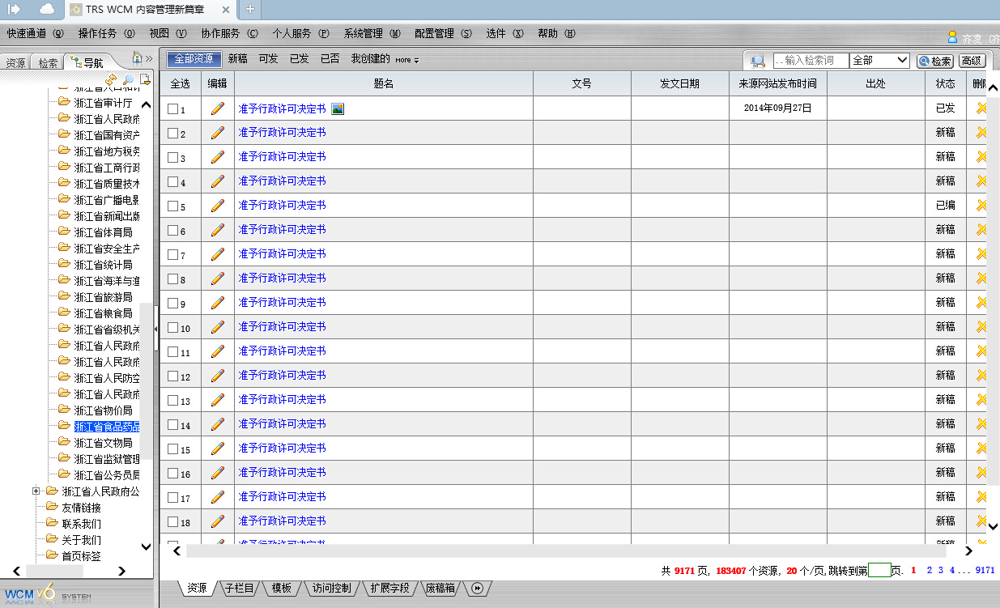 TRS WCM 内容管理新篇章
快速通道 (Q) 操作任务 (O) 视图 (V) 协作服务 (C) 个人服务 (P) 系统管理 (M) 配置管理 (S) 选件 (X) 帮助 (H) 齐凌 (齐
资源 检索 导航
全部资源 新稿 可发 已发 已否 我创建的 MORE
输入检索词 全部 检索 高级
浙江省审计厅
浙江省人民政府
浙江省国有资产
浙江省地方税务
浙江省工商行政
浙江省质量技术
浙江省广播电影
浙江省新闻出版
浙江省体育局
浙江省安全生产
浙江省统计局
浙江省海洋与渔
浙江省旅游局
浙江省粮食局
浙江省省级机关
浙江省人民政府
浙江省人民政府
浙江省人民防空
浙江省人民政府
浙江省物价局
浙江省食品药品
浙江省文物局
浙江省监狱管理
浙江省公务员局
浙江省人民政府公
友情链接
联系我们
关于我们
首页标签
WCM V6 SYSTEM
全选 编辑 题名 文号 发文日期 来源网站发布时间 出处 状态 删除
1 准予行政许可决定书 2014年09月27日 已发
2 准予行政许可决定书 新稿
3 准予行政许可决定书 新稿
4 准予行政许可决定书 新稿
5 准予行政许可决定书 已编
6 准予行政许可决定书 新稿
7 准予行政许可决定书 新稿
8 准予行政许可决定书 新稿
9 准予行政许可决定书 新稿
10 准予行政许可决定书 新稿
11 准予行政许可决定书 新稿
12 准予行政许可决定书 新稿
13 准予行政许可决定书 新稿
14 准予行政许可决定书 新稿
15 准予行政许可决定书 新稿
16 准予行政许可决定书 新稿
17 准予行政许可决定书 新稿
18 准予行政许可决定书 新稿
共 9171 页, 183407 个资源, 20 个/页, 跳转到第 页. 1 2 3 4 ... 9171
资源 子栏目 模板 访问控制 扩展字段 废稿箱